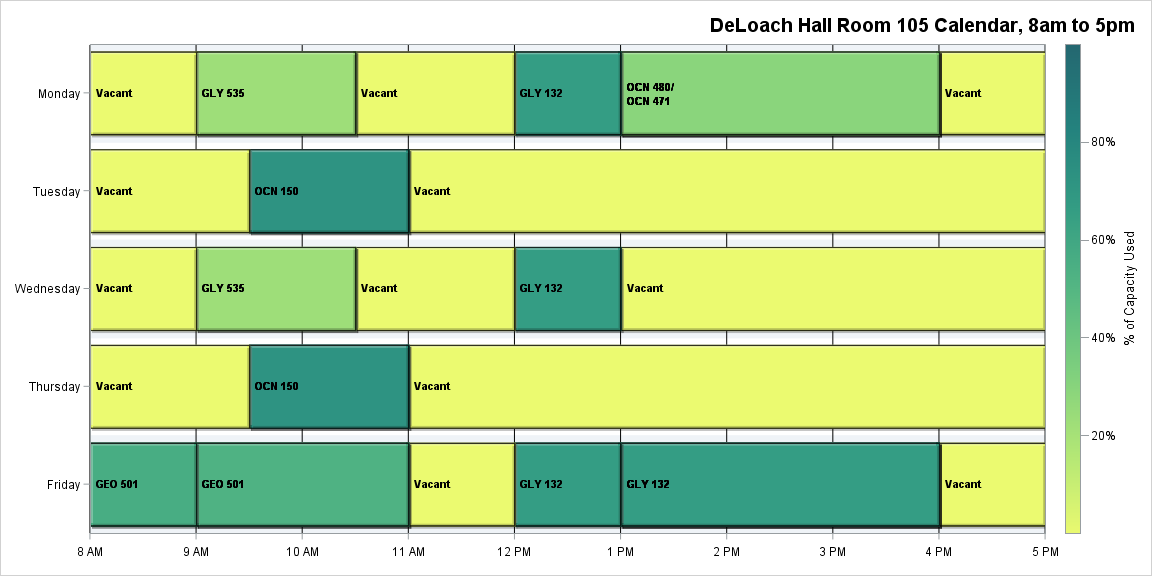 DeLoach Hall Room 105 Calendar, 8am to 5pm
Monday
Vacant
GLY 535
Vacant
GLY 132
OCN 480/
OCN 471
Vacant
Tuesday
Vacant
OCN 150
Vacant
Wednesday
Vacant
GLY 535
Vacant
GLY 132
Vacant
Thursday
Vacant
OCN 150
Vacant
Friday
GEO 501
GEO 501
Vacant
GLY 132
GLY 132
Vacant
8 AM
9 AM
10 AM
11 AM
12 PM
1 PM
2 PM
3 PM
4 PM
5 PM
80%
60%
40%
20%
% of Capacity Used